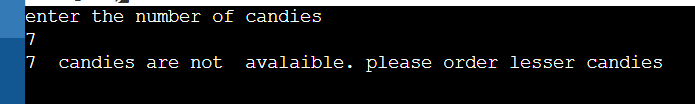 enter the number of candies
7
7  candies are not  avalaible. please order lesser candies